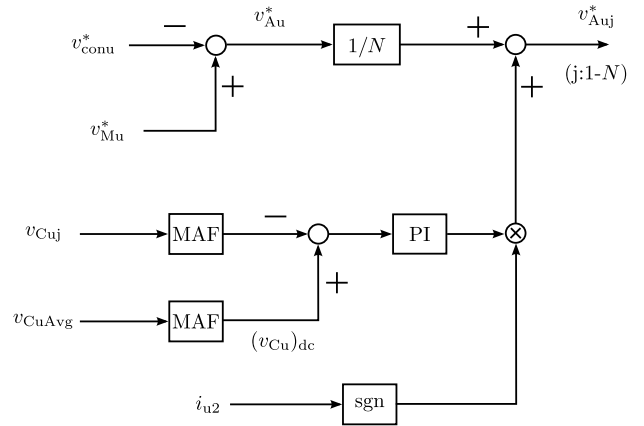 v*Au
v*Auj
v*conu
−
1/N
+
(j:1-N)
+
+
v*Mu
vCuj
MAF
−
PI
×
+
vCuAvg
MAF
(vCu)dc
iu2
sgn